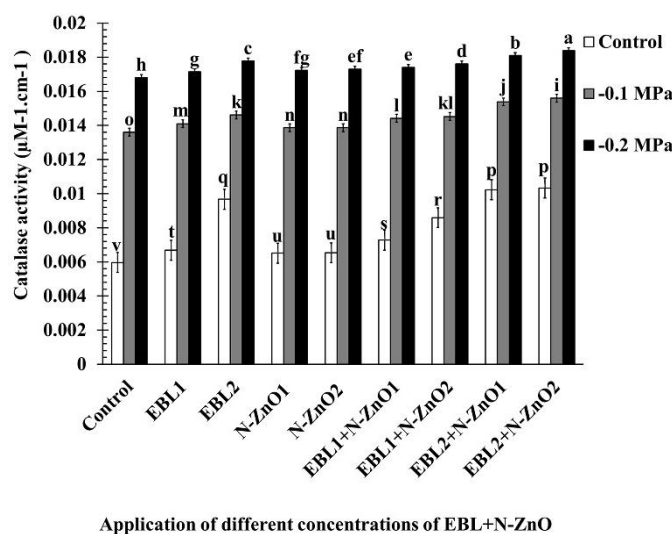 0.02
0.018
0.016
0.014
0.012
0.01
0.008
0.006
0.004
0.002
0
Catalase activity (µM-1.cm-1 )
h
g
c
fg
ef
e
d
b
a
o
m
k
n
n
l
kl
j
i
v
t
q
u
u
s
r
p
p
Control
-0.1 MPa
-0.2 MPa
Control
EBL1
EBL2
N-ZnO1
N-ZnO2
EBL1+N-ZnO1
EBL1+N-ZnO2
EBL2+N-ZnO1
EBL2+N-ZnO2
Application of different concentrations of EBL+N-ZnO